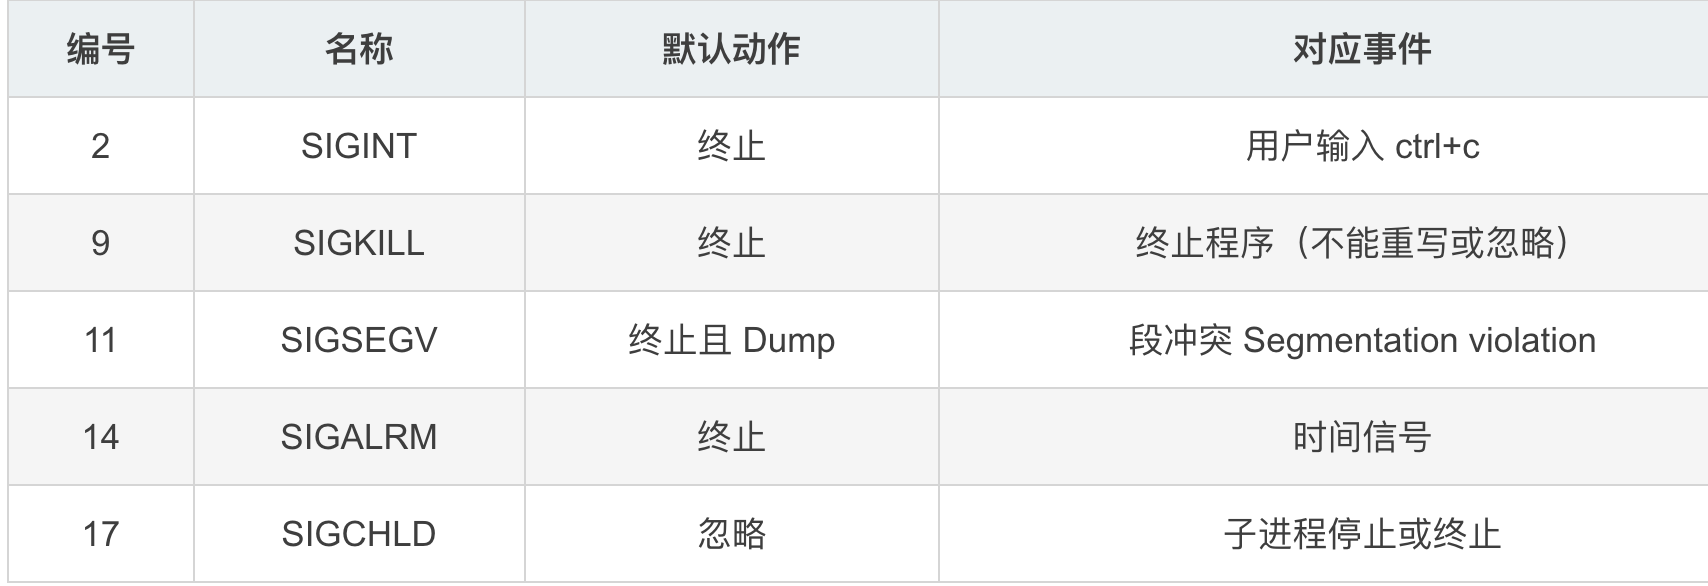 编号 名称 默认动作 对应事件
2 SIGINT 终止 用户输入 ctrl+c
9 SIGKILL 终止 终止程序（不能重写或忽略）
11 SIGSEGV 终止且 Dump 段冲突 Segmentation violation
14 SIGALRM 终止 时间信号
17 SIGCHLD 忽略 子进程停止或终止